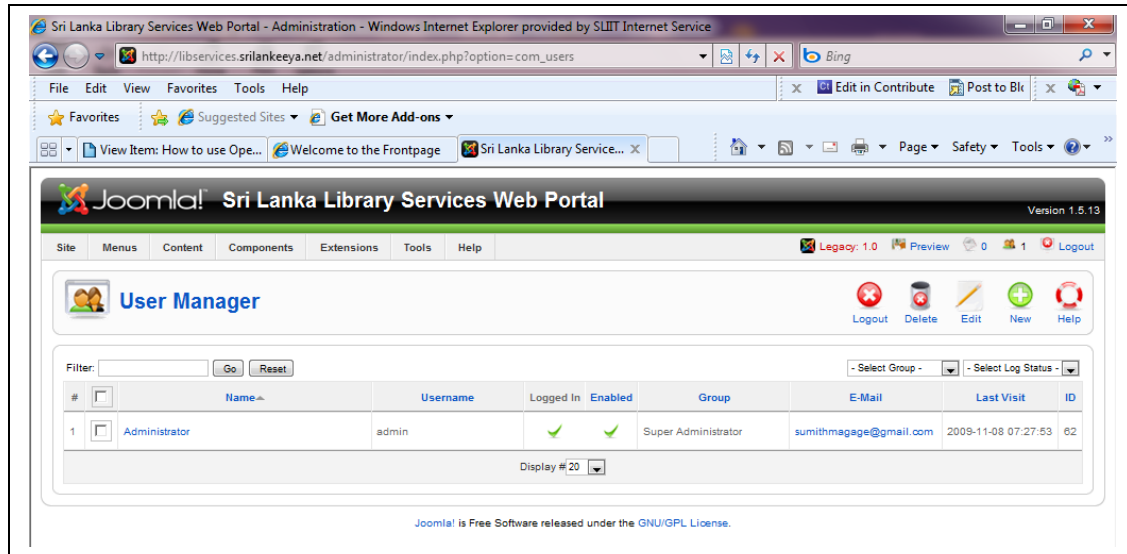 Sri Lanka Library Services Web Portal - Administration - Windows Internet Explorer provided by SLIIT Internet Service
http://libservices.srilankeeya.net/administrator/index.php?option=com_users
Bing
File Edit View Favorites Tools Help
x Edit in Contribute Post to Blo x
Favorites Suggested Sites Get More Add-ons
View Item: How to use Ope... Welcome to the Frontpage Sri Lanka Library Service... X Page Safety Tools
Joomla! Sri Lanka Library Services Web Portal
Version 1.5.13
Site Menus Content Components Extensions Tools Help Legacy: 1.0 Preview 0 1 Logout
User Manager
Logout Delete Edit New Help
Filter: Go Reset - Select Group - - Select Log Status -
# Name Username Logged In Enabled Group E-Mail Last Visit ID
1 Administrator admin Super Administrator sumithmagage@gmail.com 2009-11-08 07:27:53 62
Display # 20
Joomla! is Free Software released under the GNU/GPL License.